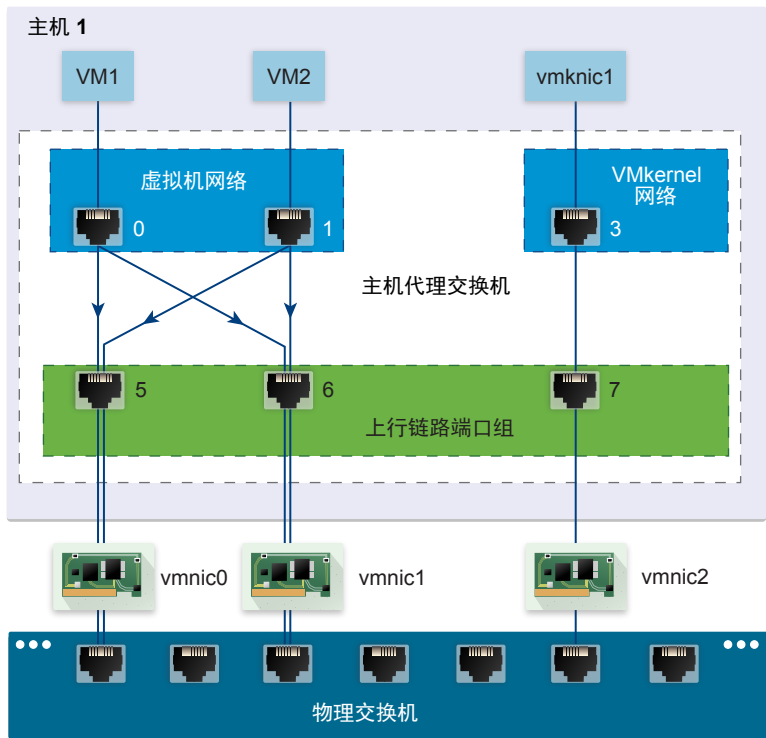 主机 1
VM1
VM2
vmknic1
虚拟机网络
VMkernel
网络
0
1
3
主机代理交换机
5
6
7
上行链路端口组
vmnic0
vmnic1
vmnic2
物理交换机